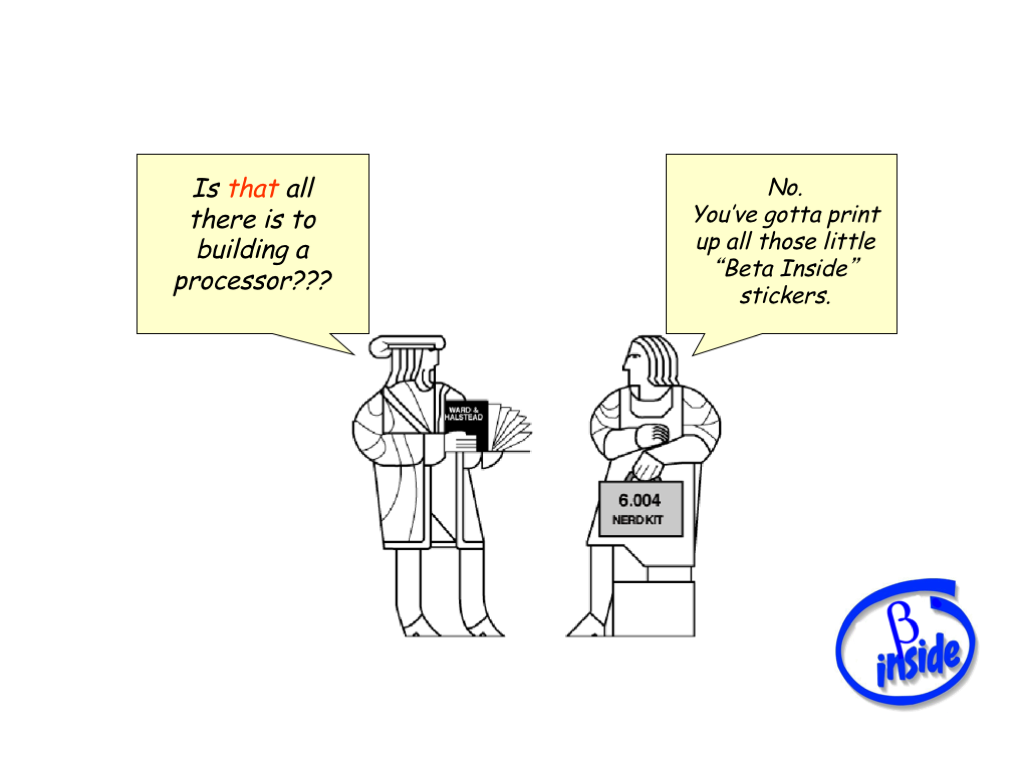 Is that all
there is to
building a
processor???
No.
You’ve gotta print
up all those little
“Beta Inside”
stickers.
WARD &
HALSTEAD
6.004
NERD KIT
β
inside